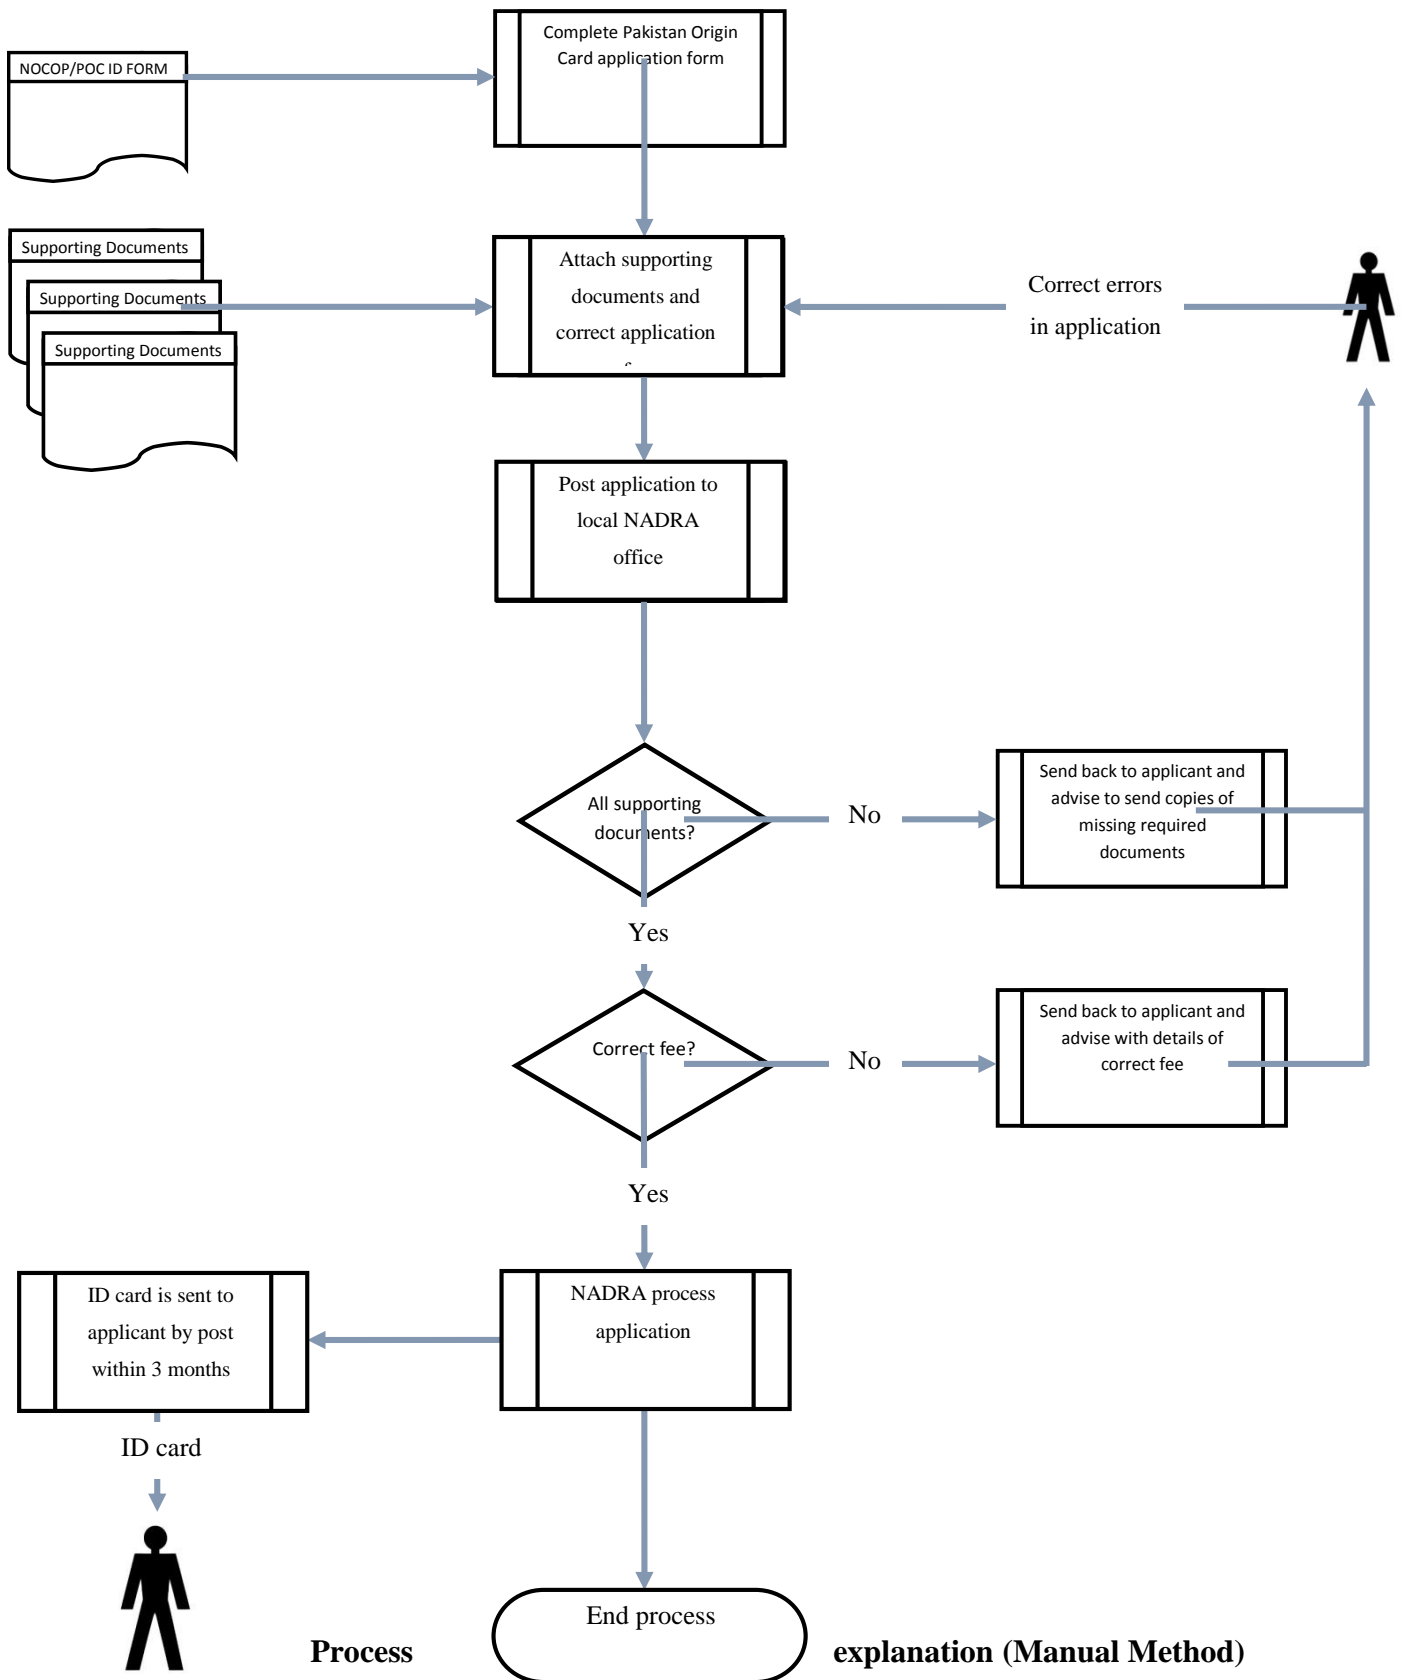 Complete Pakistan Origin
Card application form
NOCOP/POC ID FORM
Supporting Documents
Supporting Documents
Supporting Documents
Attach supporting
documents and
correct application
Correct errors
in application
Post application to
local NADRA
office
All supporting
documents?
No
Send back to applicant and
advise to send copies of
missing required
documents
Yes
Correct fee?
No
Send back to applicant and
advise with details of
correct fee
Yes
NADRA process
application
ID card is sent to
applicant by post
within 3 months
ID card
End process
Process explanation (Manual Method)